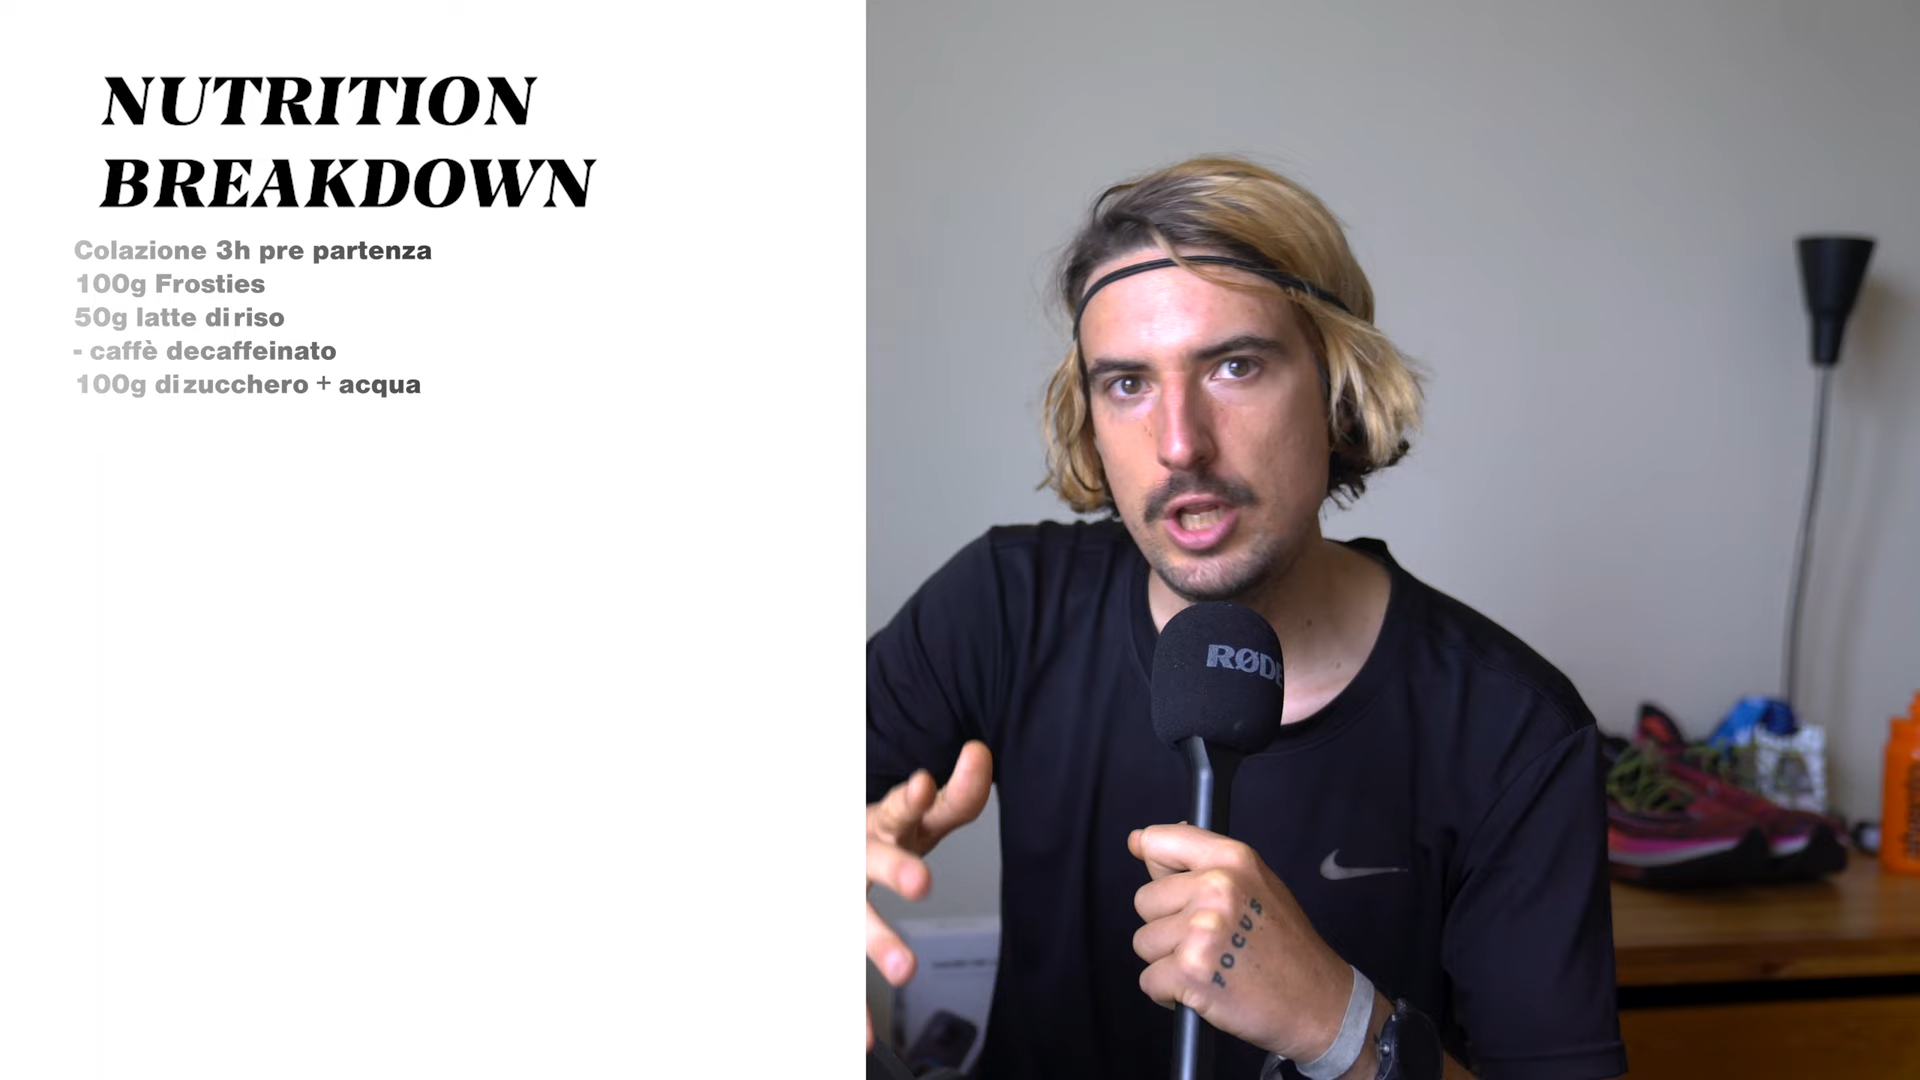 NUTRITION
BREAKDOWN
Colazione 3h pre partenza
100g Frosties
50g latte di riso
- caffè decaffeinato
100g di zucchero + acqua
RØDE
FOCUS